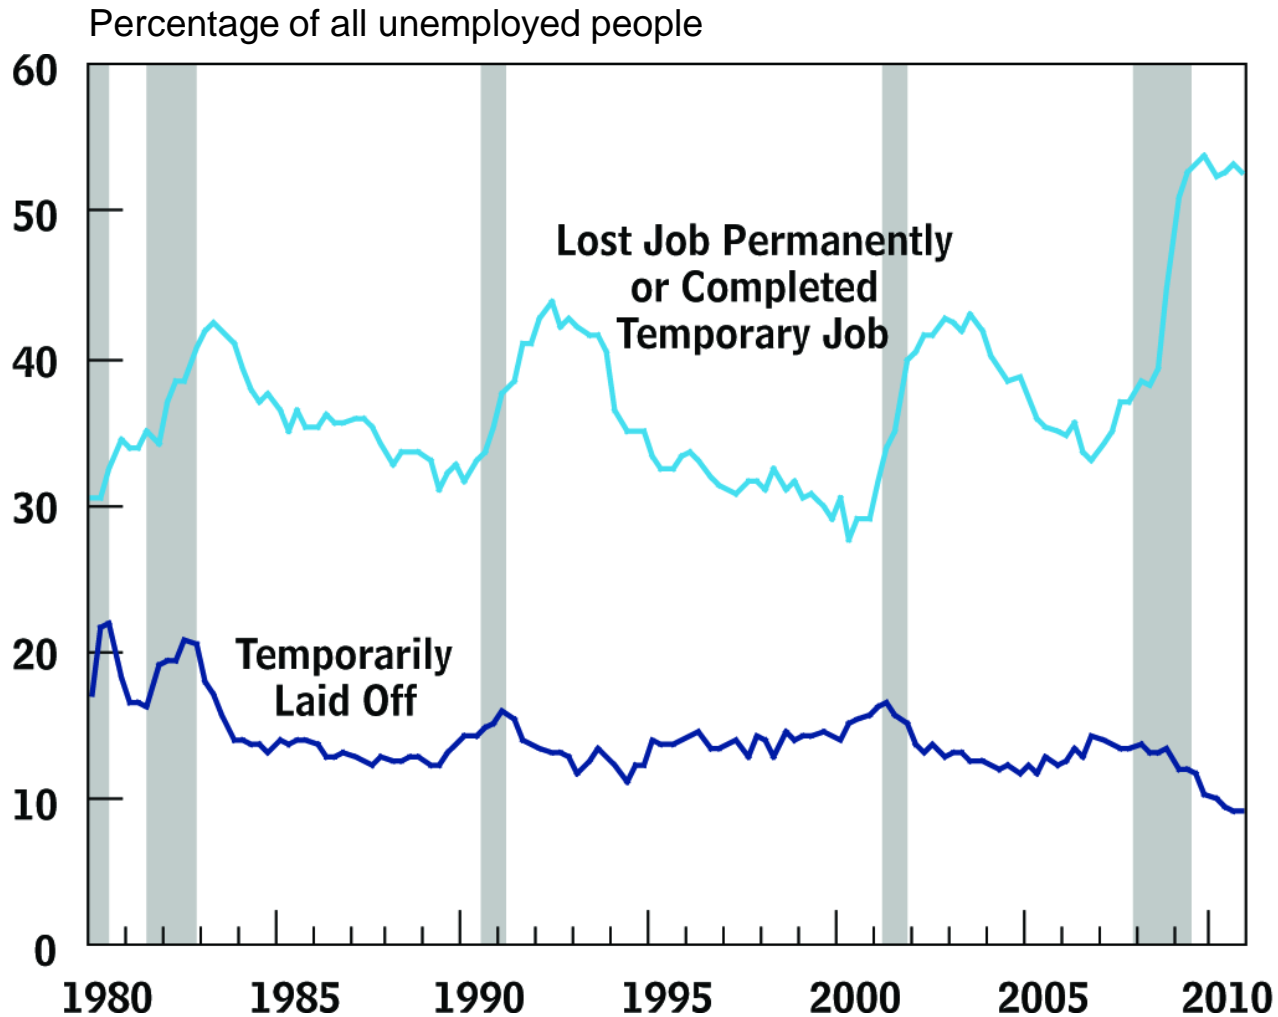 Percentage of all unemployed people
60
50
Lost Job Permanently
or Completed
Temporary Job
40
30
20
Temporarily
Laid Off
10
0
1980 1985 1990 1995 2000 2005 2010